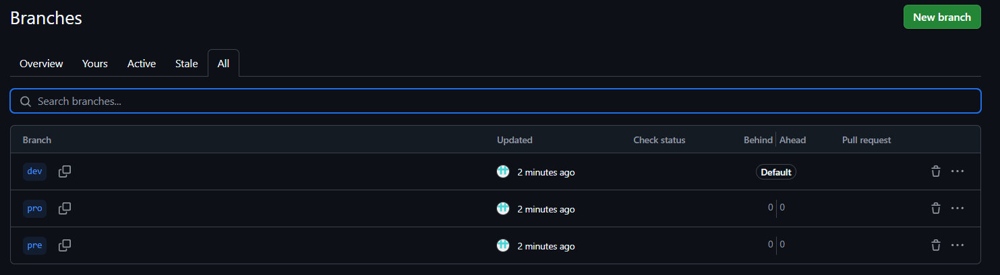 Branches
New branch
Overview Yours Active Stale All
Search branches...
Branch Updated Check status Behind Ahead Pull request
dev 2 minutes ago Default
pro 2 minutes ago 0 0
pre 2 minutes ago 0 0